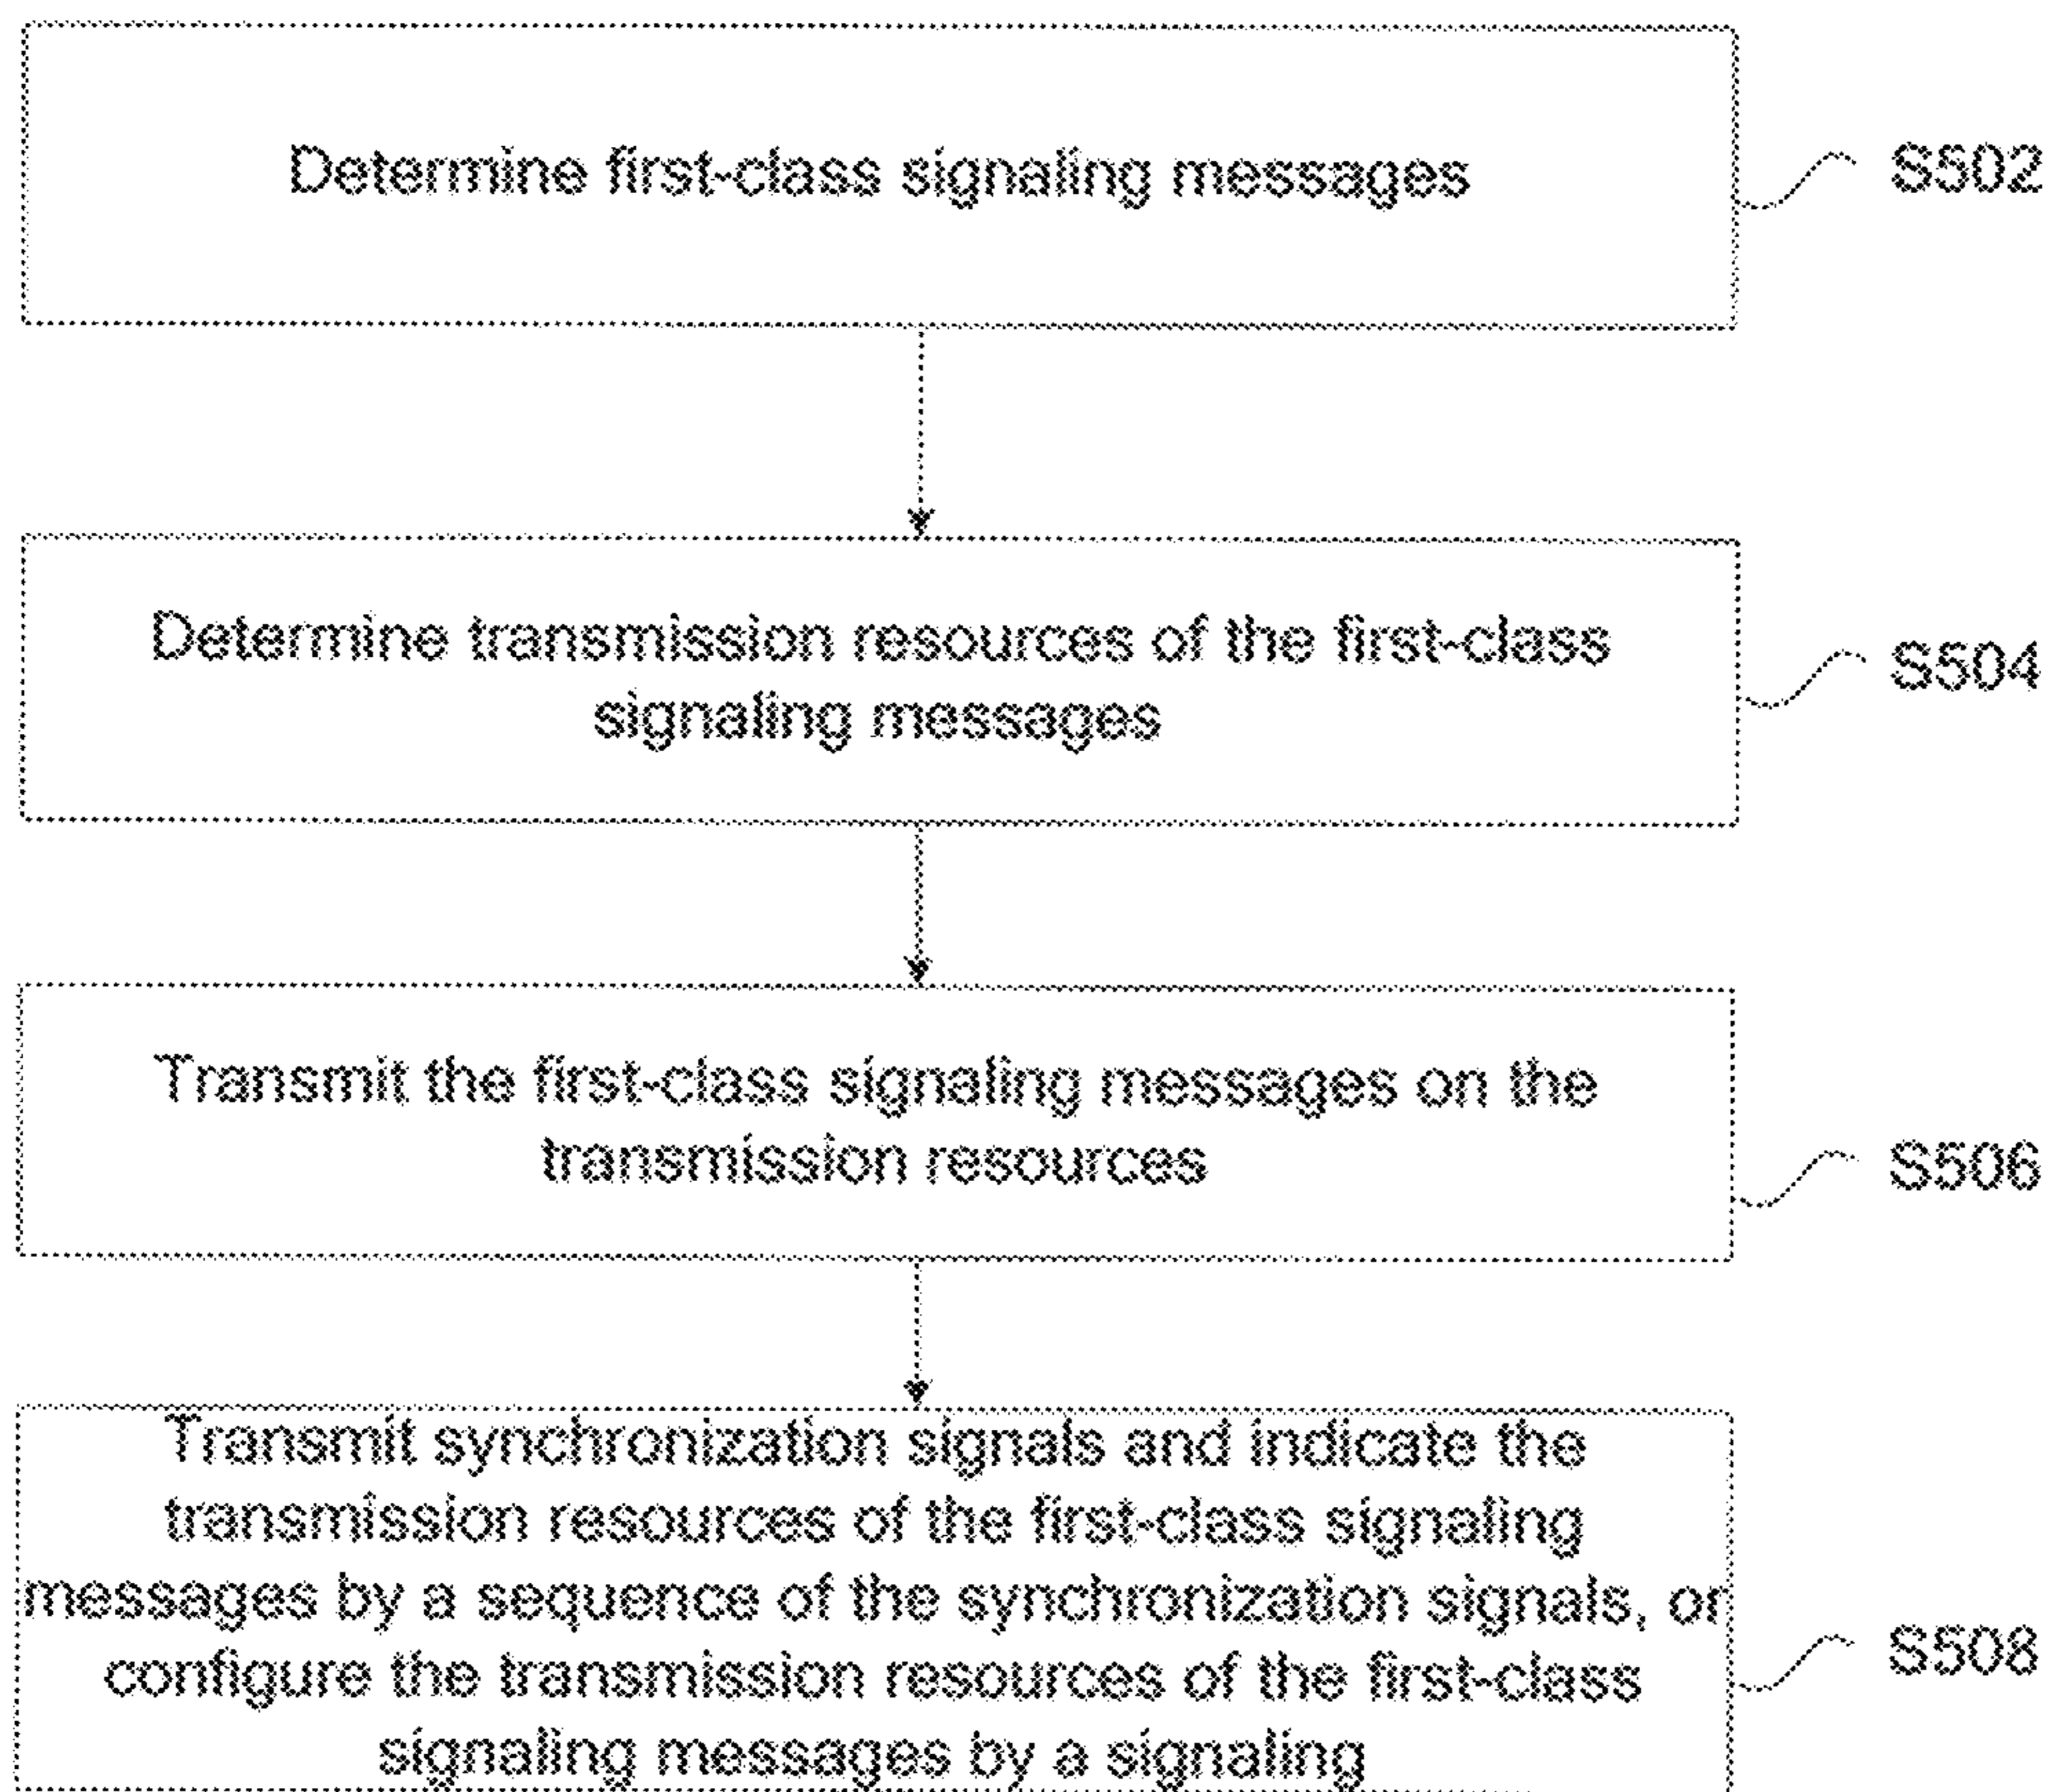 Determine first-class signaling messages
S502
Determine transmission resources of the first-class
signaling messages
S504
Transmit the first-class signaling messages on the
transmission resources
S506
Transmit synchronization signals and indicate the
transmission resources of the first-class signaling
messages by a sequence of the synchronization signals, or
configure the transmission resources of the first-class
signaling messages by a signaling
S508